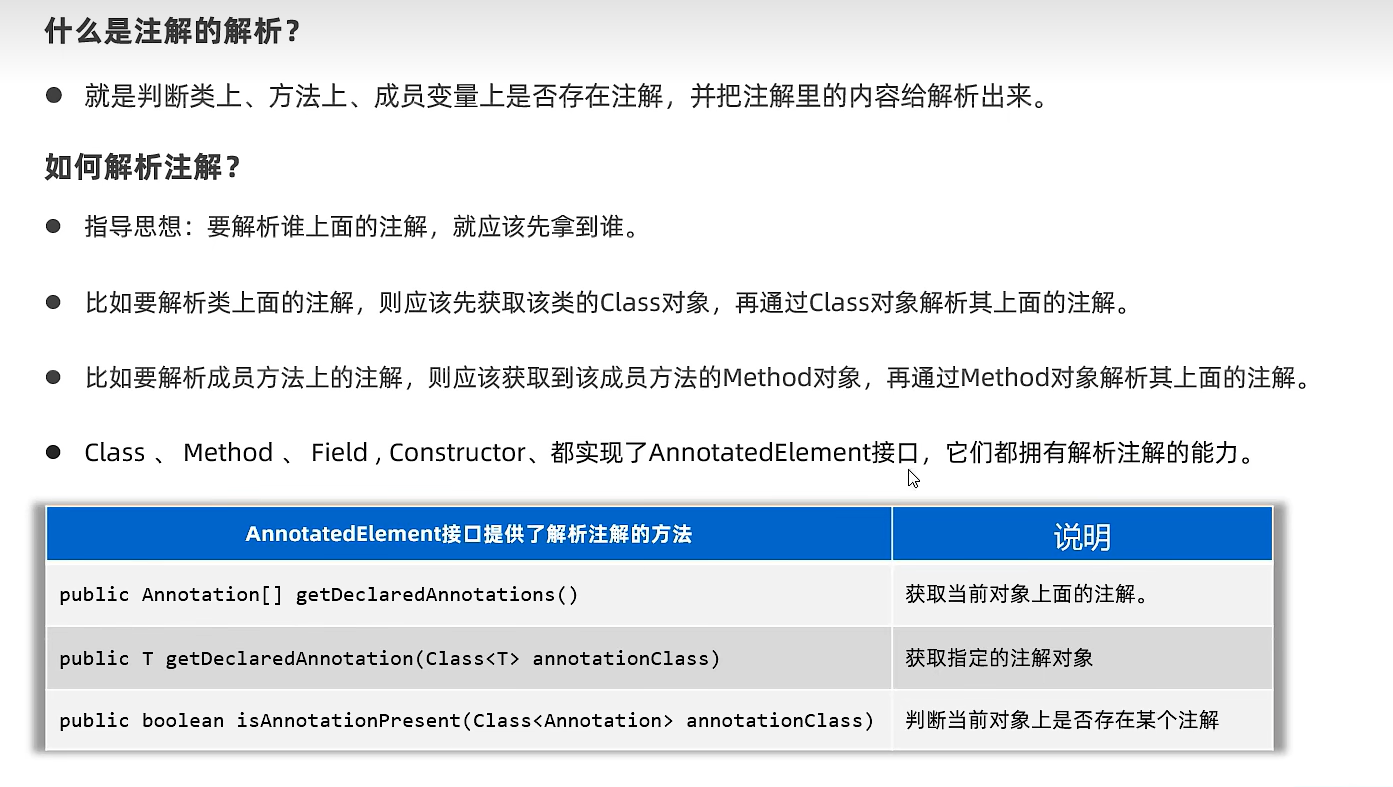 什么是注解的解析？
● 就是判断类上、方法上、成员变量上是否存在注解，并把注解里的内容给解析出来。
如何解析注解？
● 指导思想：要解析谁上面的注解，就应该先拿到谁。
● 比如要解析类上面的注解，则应该先获取该类的Class对象，再通过Class对象解析其上面的注解。
● 比如要解析成员方法上的注解，则应该获取到该成员方法的Method对象，再通过Method对象解析其上面的注解。
● Class 、 Method 、 Field , Constructor、都实现了AnnotatedElement接口，它们都拥有解析注解的能力。
AnnotatedElement接口提供了解析注解的方法 说明
public Annotation[] getDeclaredAnnotations() 获取当前对象上面的注解。
public T getDeclaredAnnotation(Class<T> annotationClass) 获取指定的注解对象
public boolean isAnnotationPresent(Class<Annotation> annotationClass) 判断当前对象上是否存在某个注解